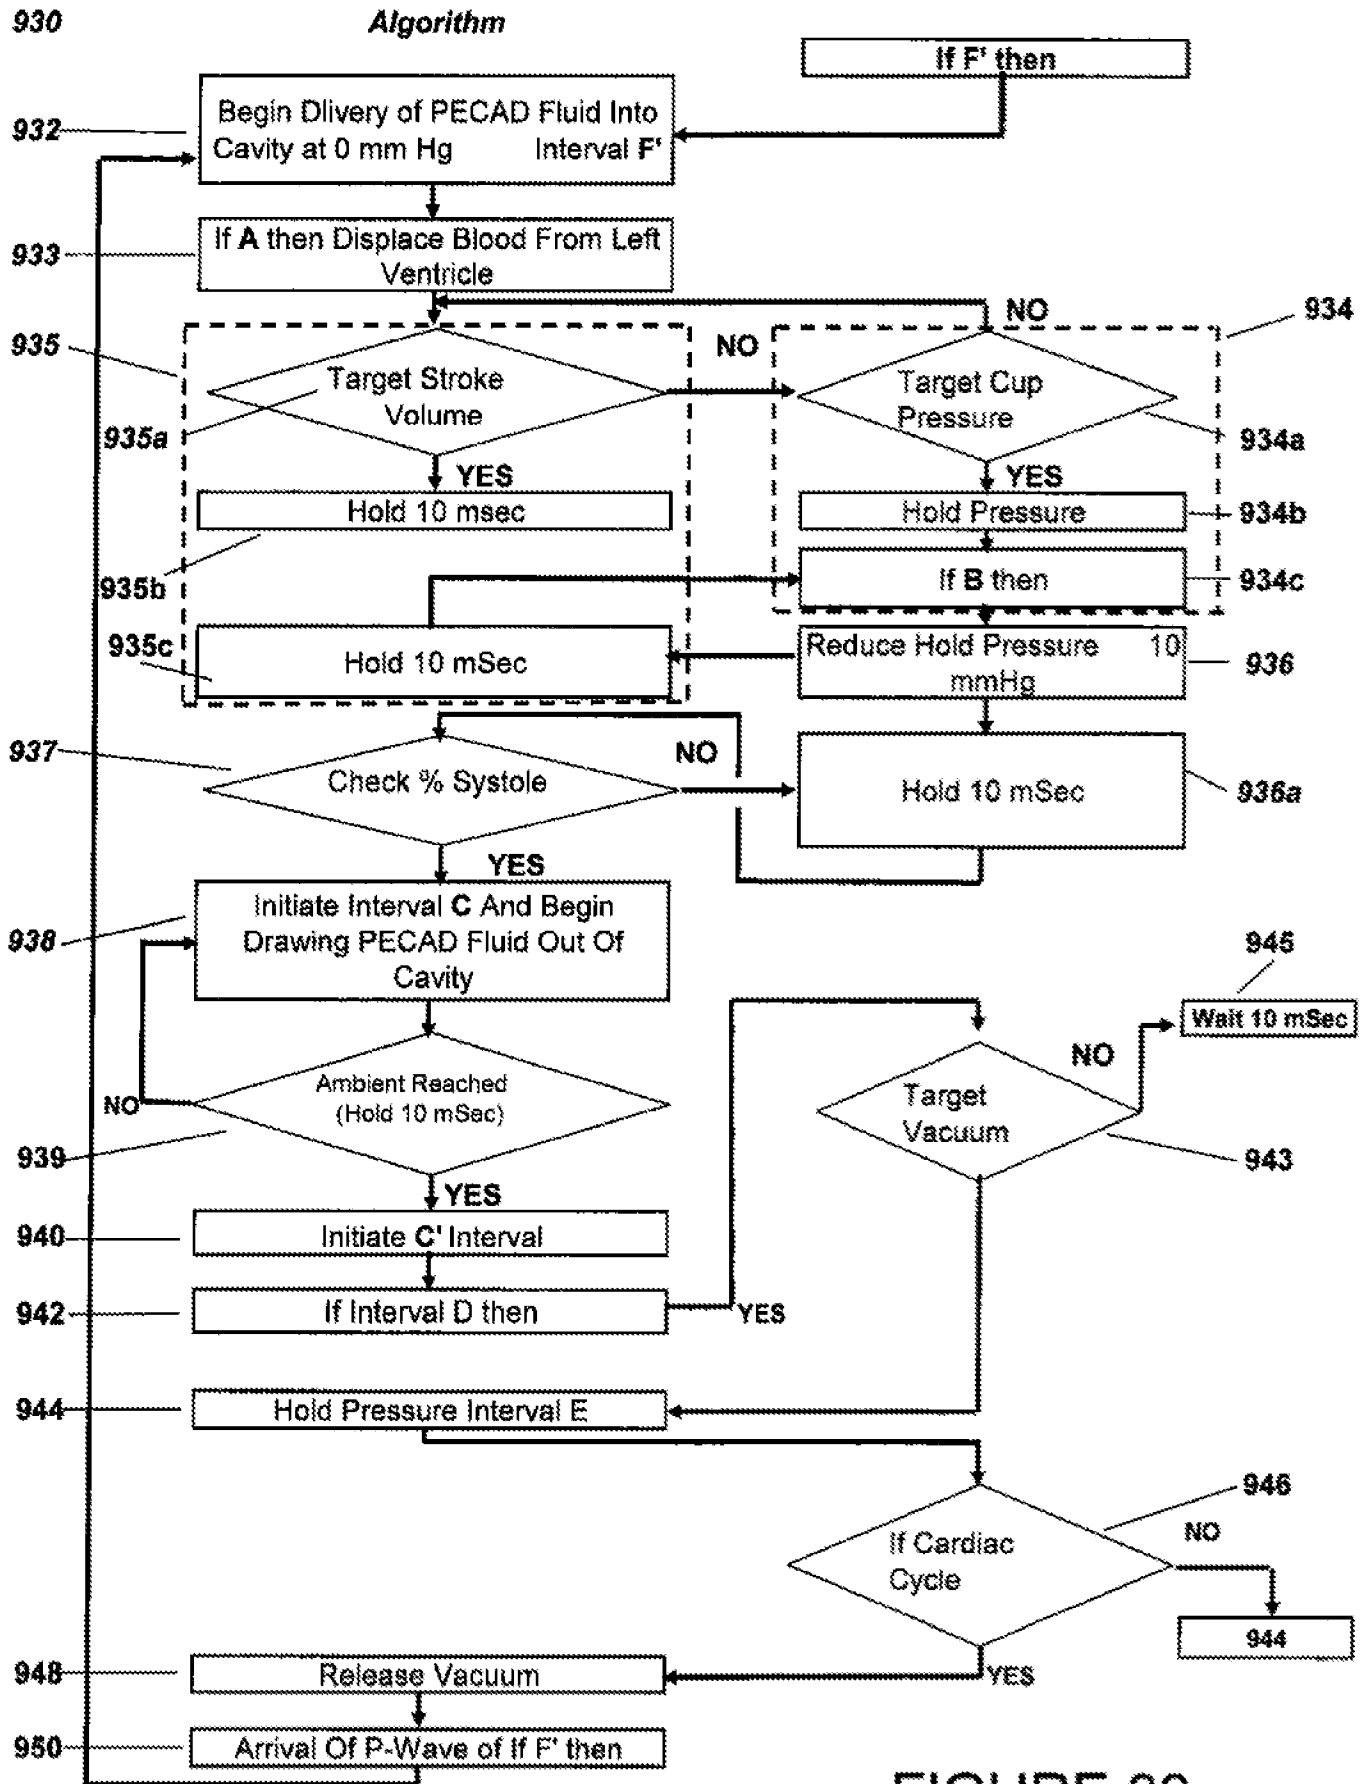 930
Algorithm
If F' then
932
Begin Dlivery of PECAD Fluid Into
Cavity at 0 mm Hg Interval F'
933
If A then Displace Blood From Left
Ventricle
NO
934
935
NO
Target Stroke
Volume
935a
Target Cup
Pressure
934a
YES
YES
Hold 10 msec
Hold Pressure
934b
935b
If B then
934c
935c
Hold 10 mSec
Reduce Hold Pressure 10
mmHg
936
937
Check % Systole
NO
Hold 10 mSec
936a
YES
938
Initiate Interval C And Begin
Drawing PECAD Fluid Out Of
Cavity
945
Wait 10 mSec
NO
Ambient Reached
(Hold 10 mSec)
NO
939
Target
Vacuum
943
YES
940
Initiate C' Interval
942
If Interval D then
YES
944
Hold Pressure Interval E
946
NO
If Cardiac
Cycle
944
948
Release Vacuum
YES
950
Arrival Of P-Wave of If F' then